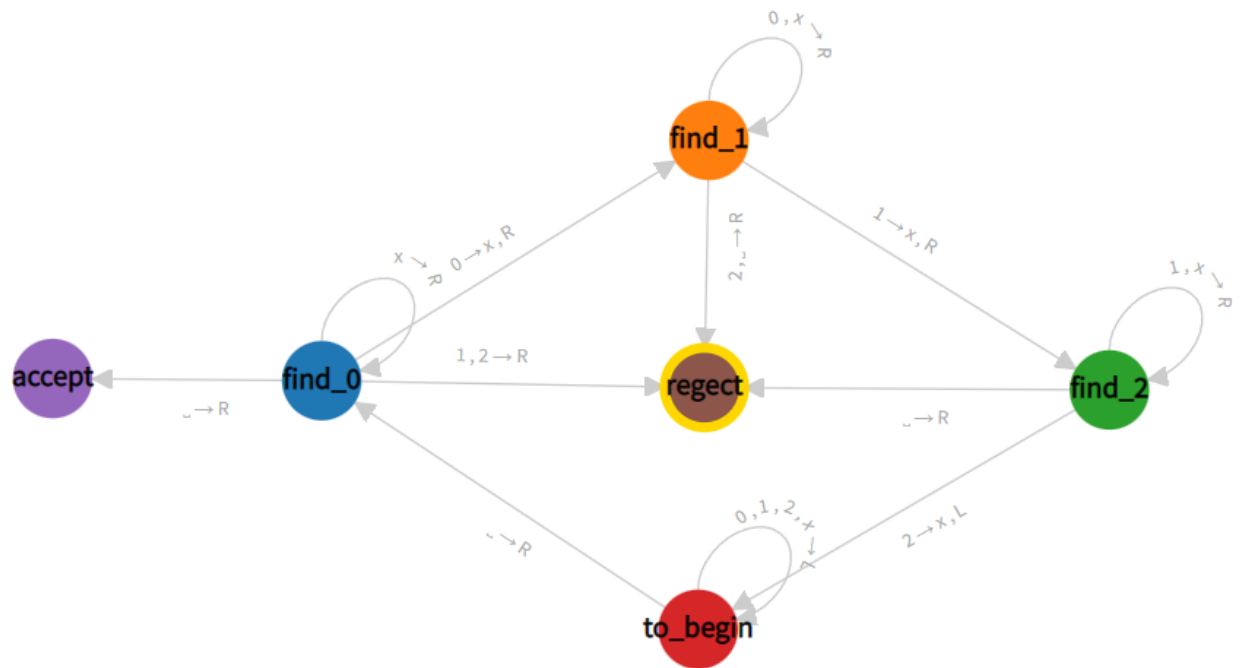 0,x→R
find_1
1→x,R
2,␣→R
0→x,R
x→R
1,x→R
accept
find_0
1,2→R
regect
find_2
␣→R
␣→R
0,1,2,x→L
2→x,L
␣→R
to_begin